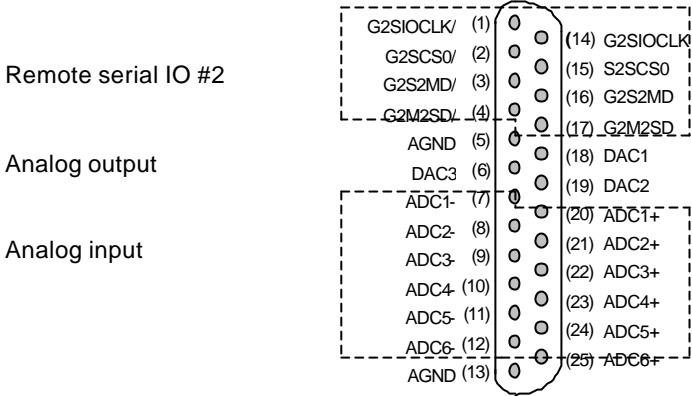 Remote serial IO #2
Analog output
Analog input
G2SIOCLK/ (1)
G2SCS0/ (2)
G2S2MD/ (3)
G2M2SD/ (4)
AGND (5)
DAC3 (6)
ADC1- (7)
ADC2- (8)
ADC3- (9)
ADC4- (10)
ADC5- (11)
ADC6- (12)
AGND (13)
(14) G2SIOCLK
(15) S2SCS0
(16) G2S2MD
(17) G2M2SD
(18) DAC1
(19) DAC2
(20) ADC1+
(21) ADC2+
(22) ADC3+
(23) ADC4+
(24) ADC5+
(25) ADC6+